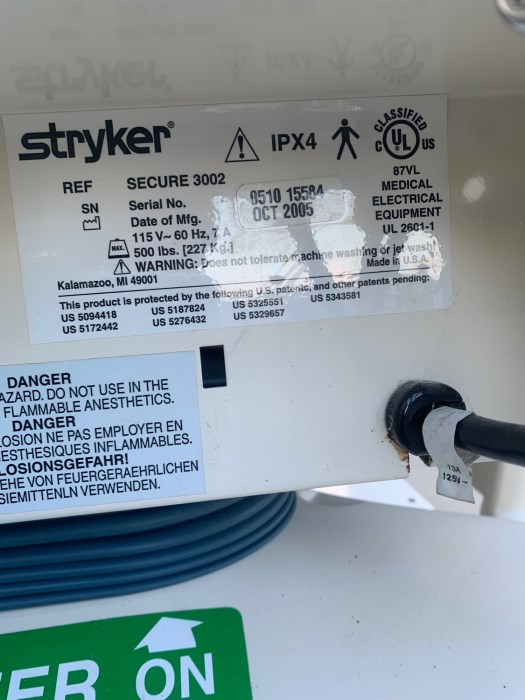 stryker® IPX4
CLASSIFIED
C UL US
REF SECURE 3002
87VL
MEDICAL
ELECTRICAL
EQUIPMENT
UL 2601-1
SN Serial No. 0510 15584
Date of Mfg. OCT 2005
115 V~ 60 Hz, 7 A
MAX. 500 lbs. [227 Kg.]
WARNING: Does not tolerate machine washing or jet wash!
Kalamazoo, MI 49001 Made in U.S.A.
This product is protected by the following U.S. patents, and other patents pending:
US 5094418 US 5187824 US 5325551 US 5343581
US 5172442 US 5276432 US 5329657
DANGER
AZARD. DO NOT USE IN THE
FLAMMABLE ANESTHETICS.
DANGER
LOSION NE PAS EMPLOYER EN
ESTHESIQUES INFLAMMABLES.
LOSIONSGEFAHR!
EHE VON FEUERGERAEHRLICHEN
SIEMITTENLN VERWENDEN.
13A
125V~
ER ON